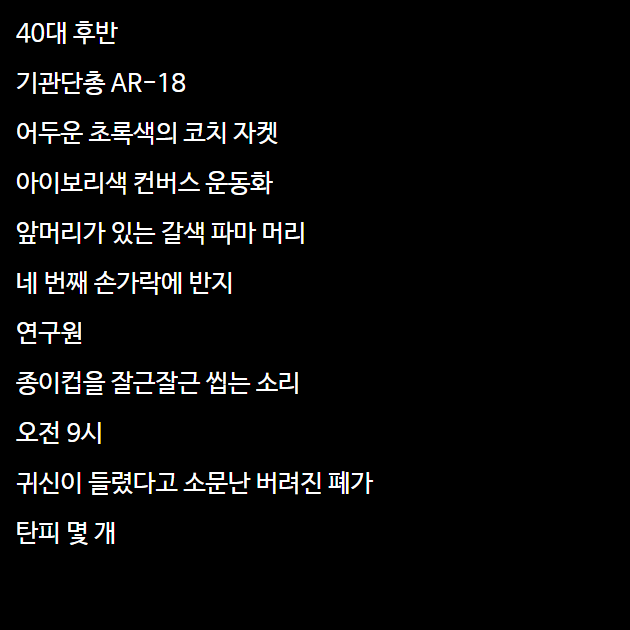 40대 후반
기관단총 AR-18
어두운 초록색의 코치 자켓
아이보리색 컨버스 운동화
앞머리가 있는 갈색 파마 머리
네 번째 손가락에 반지
연구원
종이컵을 잘근잘근 씹는 소리
오전 9시
귀신이 들렸다고 소문난 버려진 폐가
탄피 몇 개